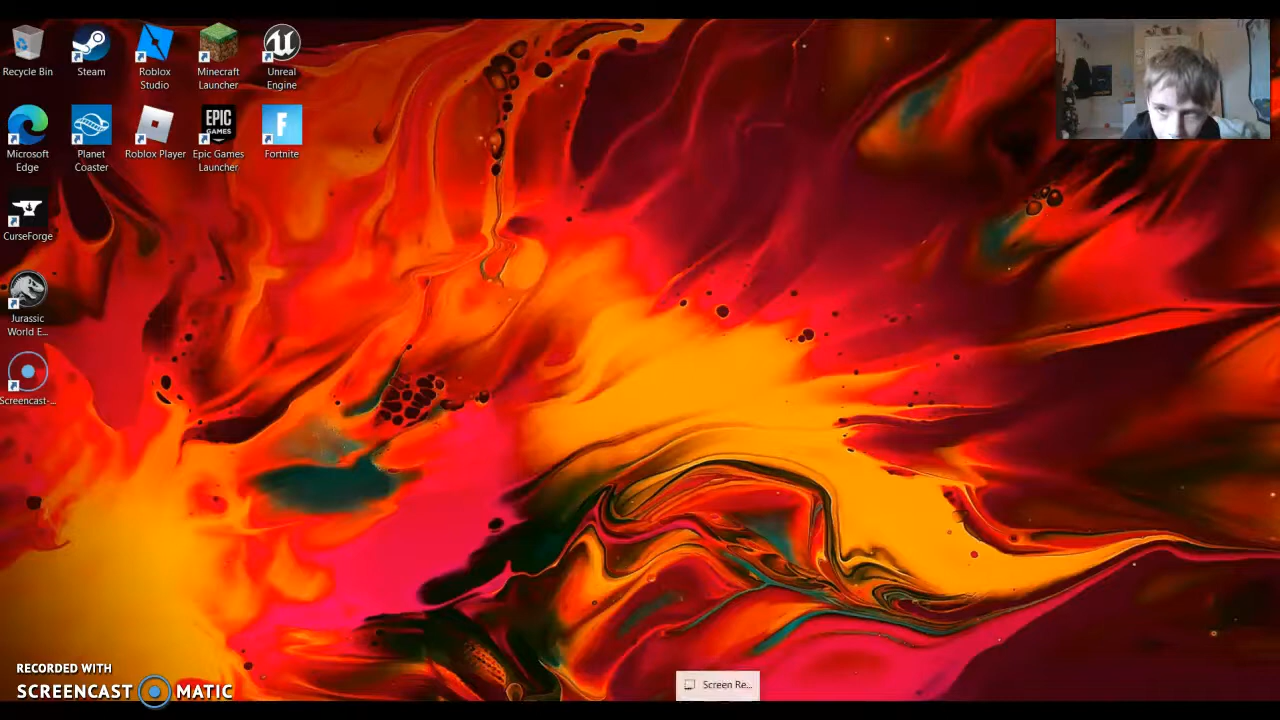 Recycle Bin
Steam
Roblox
Studio
Minecraft
Launcher
Unreal
Engine
Microsoft
Edge
Planet
Coaster
Roblox Player
EPIC
GAMES
Epic Games
Launcher
F
Fortnite
CurseForge
Jurassic
World E...
Screencast-...
RECORDED WITH
SCREENCAST MATIC
Screen Re...